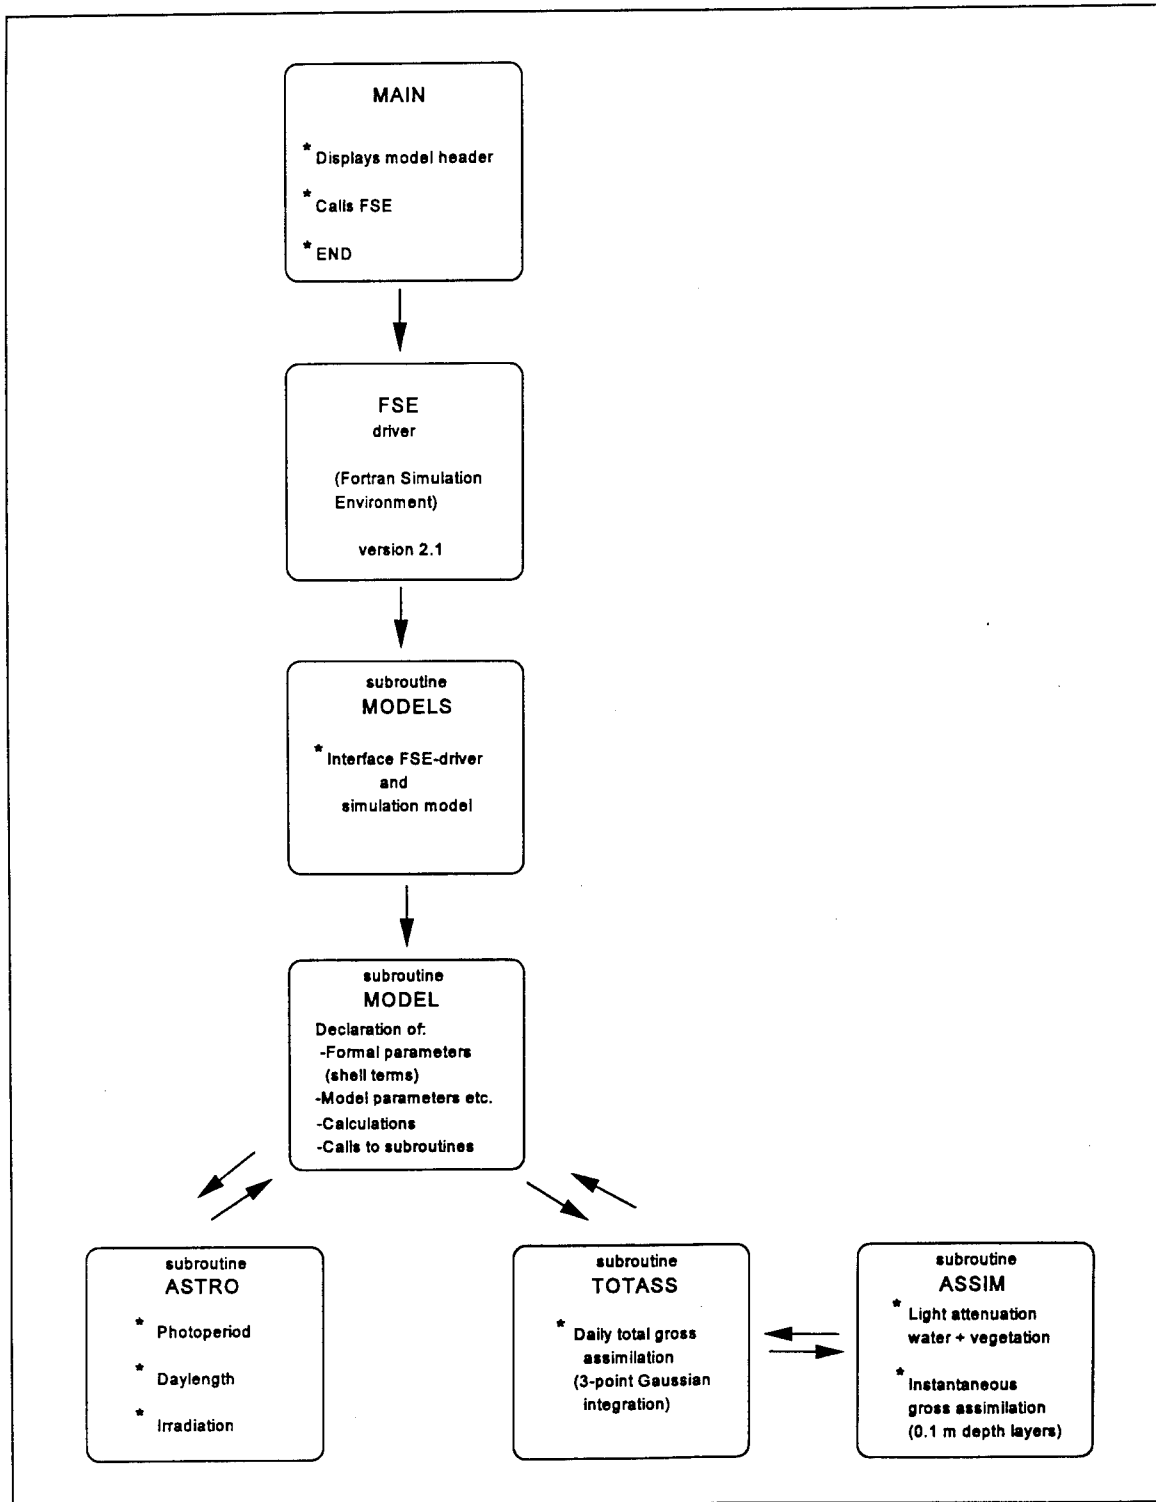 MAIN
* Displays model header
* Calls FSE
* END
FSE
driver
(Fortran Simulation
Environment)
version 2.1
subroutine
MODELS
* Interface FSE-driver
and
simulation model
subroutine
MODEL
Declaration of:
-Formal parameters
(shell terms)
-Model parameters etc.
-Calculations
-Calls to subroutines
subroutine
ASTRO
* Photoperiod
* Daylength
* Irradiation
subroutine
TOTASS
* Daily total gross
assimilation
(3-point Gaussian
integration)
subroutine
ASSIM
* Light attenuation
water + vegetation
* Instantaneous
gross assimilation
(0.1 m depth layers)